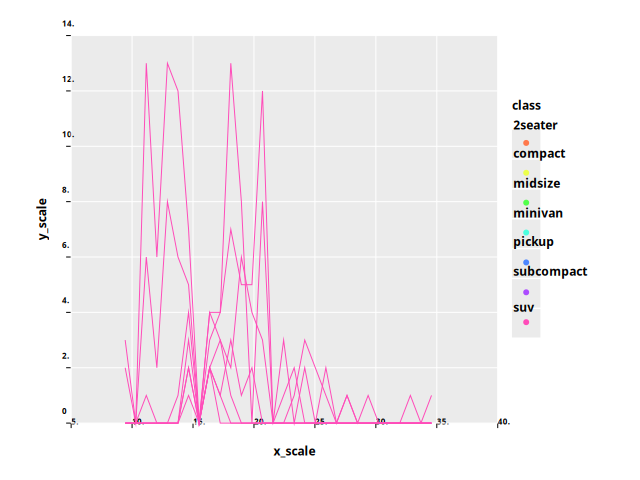 14.
12.
10.
8.
6.
4.
2.
0
5. 10. 15. 20. 25. 30. 35. 40.
y_scale
x_scale
class
2seater
compact
midsize
minivan
pickup
subcompact
suv